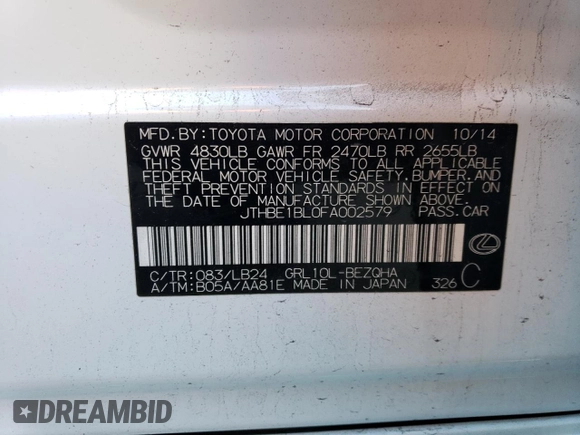 MFD.BY:TOYOTA MOTOR CORPORATION 10/14
GVWR 4830LB GAWR FR 2470LB RR 2655LB
THIS VEHICLE CONFORMS TO ALL APPLICABLE
FEDERAL MOTOR VEHICLE SAFETY,BUMPER,AND
THEFT PREVENTION STANDARDS IN EFFECT ON
THE DATE OF MANUFACTURE SHOWN ABOVE.
JTHBE1BL0FA002579 PASS.CAR
C/TR:083/LB24 GRL10L-BEZQHA C
A/TM:B05A/AA81E MADE IN JAPAN 326
DREAMBID